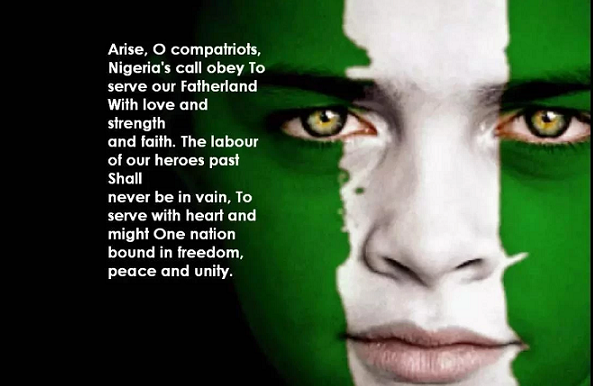 Arise, O compatriots,
Nigeria's call obey To
serve our Fatherland
With love and
strength
and faith. The labour
of our heroes past
Shall
never be in vain, To
serve with heart and
might One nation
bound in freedom,
peace and unity.